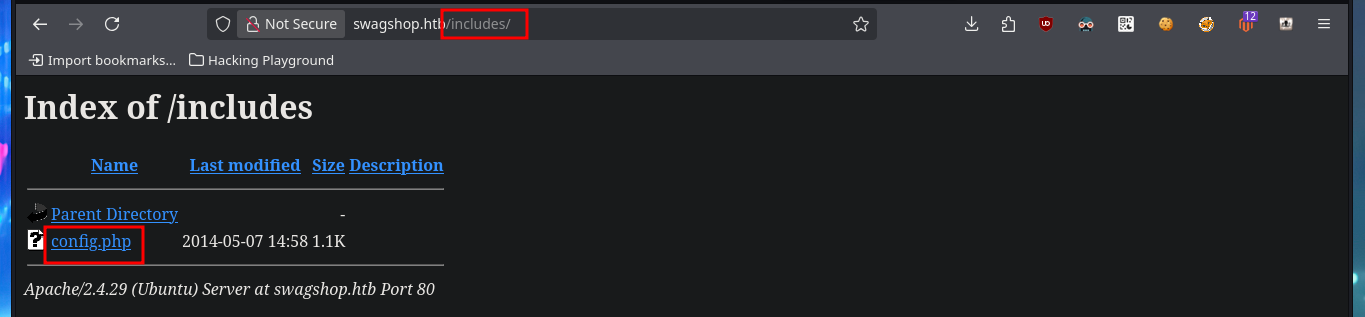 Not Secure swagshop.htb/includes/ 12
Import bookmarks... Hacking Playground
Index of /includes
Name Last modified Size Description
Parent Directory -
config.php 2014-05-07 14:58 1.1K
Apache/2.4.29 (Ubuntu) Server at swagshop.htb Port 80